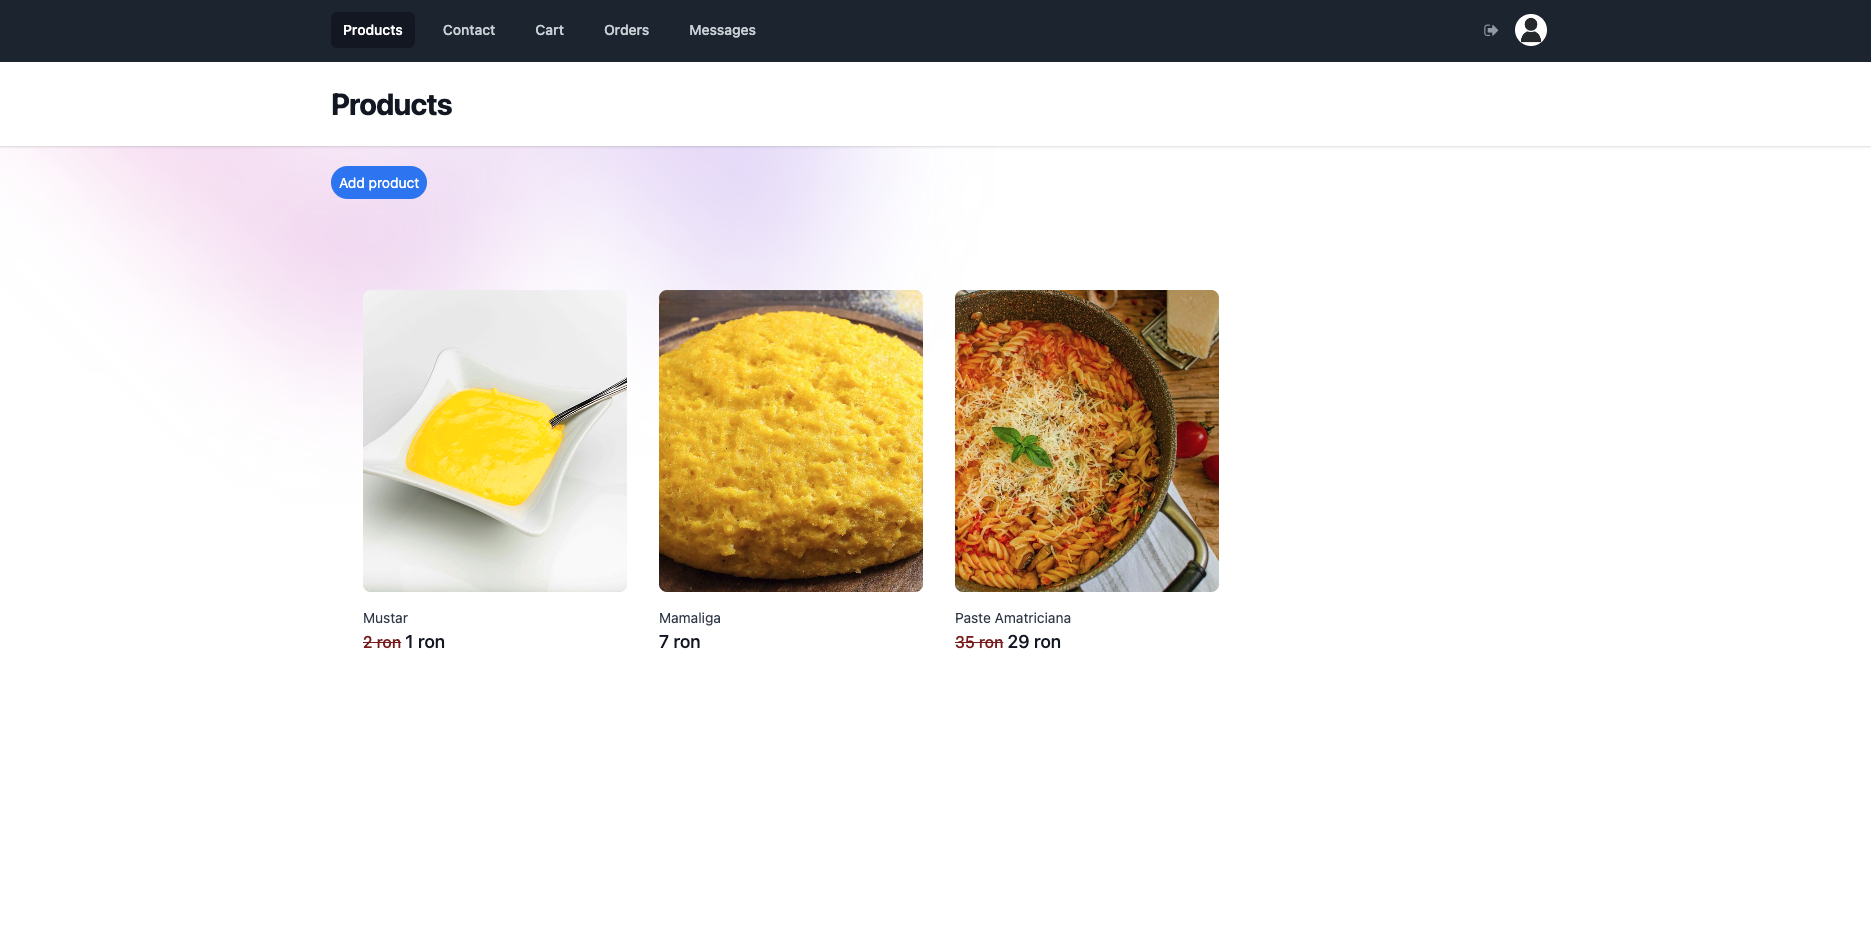 Products Contact Cart Orders Messages
Products
Add product
Mustar
2 ron 1 ron
Mamaliga
7 ron
Paste Amatriciana
35 ron 29 ron